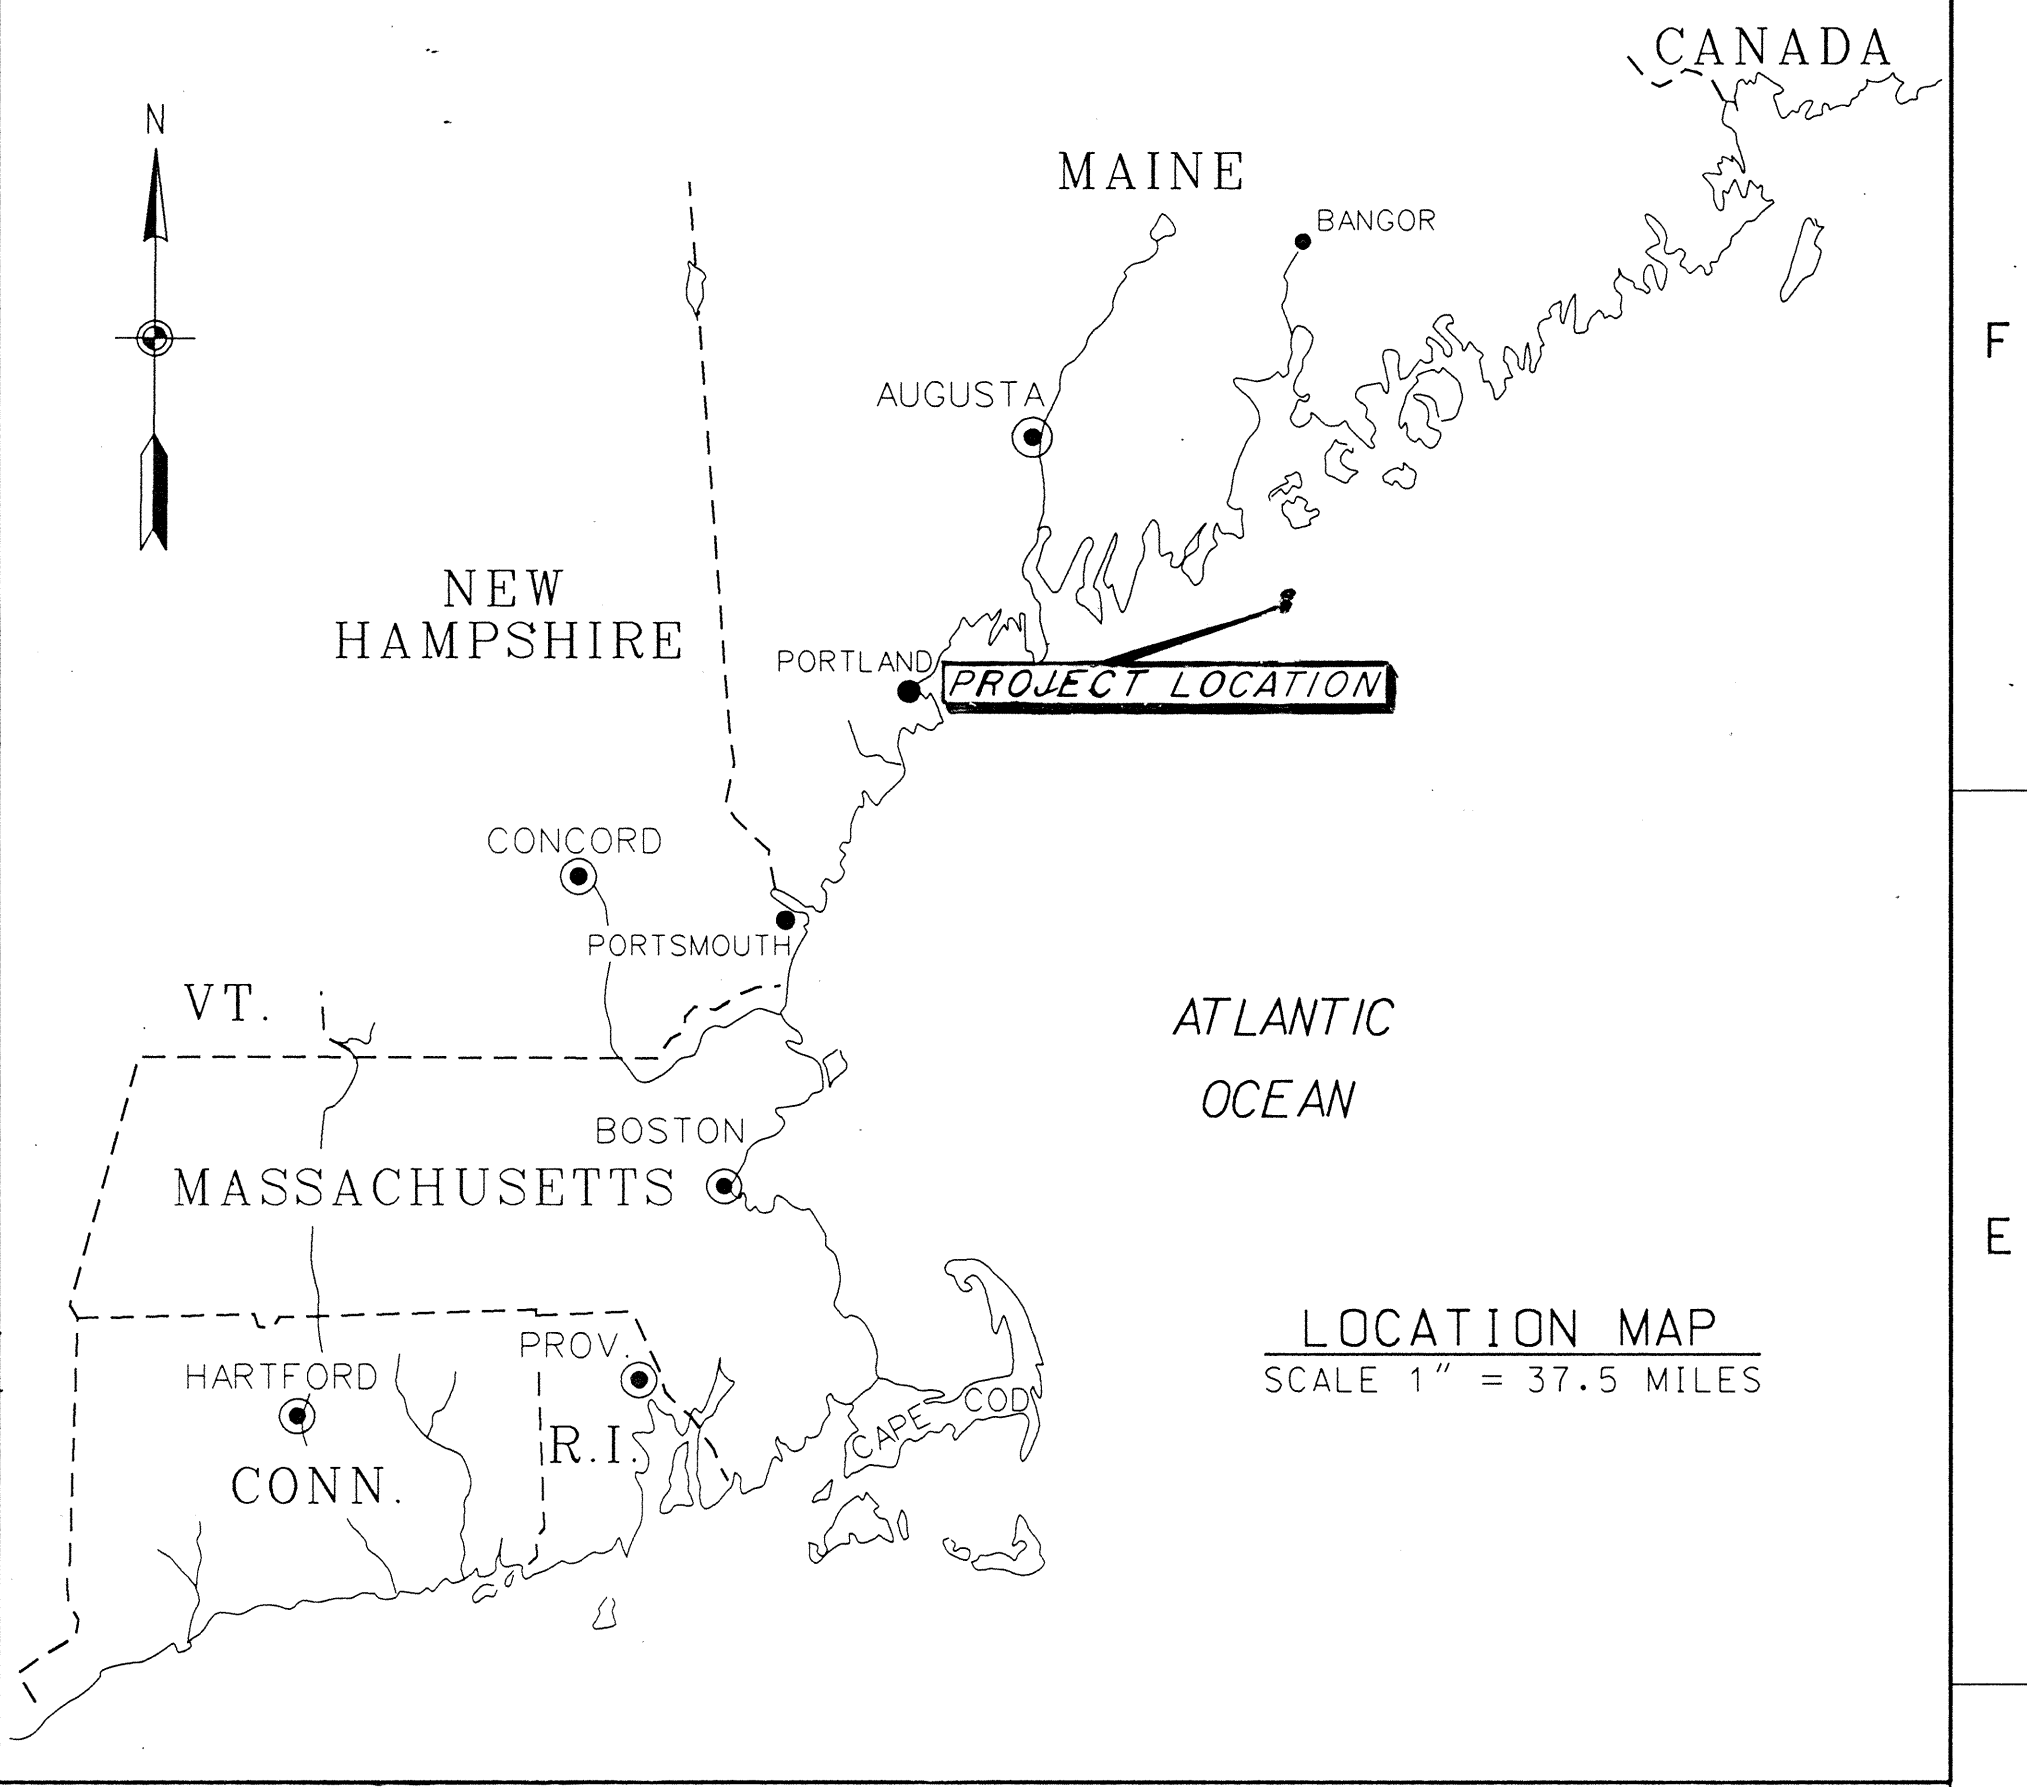 CANADA
N
MAINE
BANGOR
F
AUGUSTA
NEW
HAMPSHIRE
PORTLAND
PROJECT LOCATION
CONCORD
PORTSMOUTH
VT.
ATLANTIC
OCEAN
BOSTON
MASSACHUSETTS
E
LOCATION MAP
SCALE 1" = 37.5 MILES
PROV.
HARTFORD
R.I.
CAPE COD
CONN.